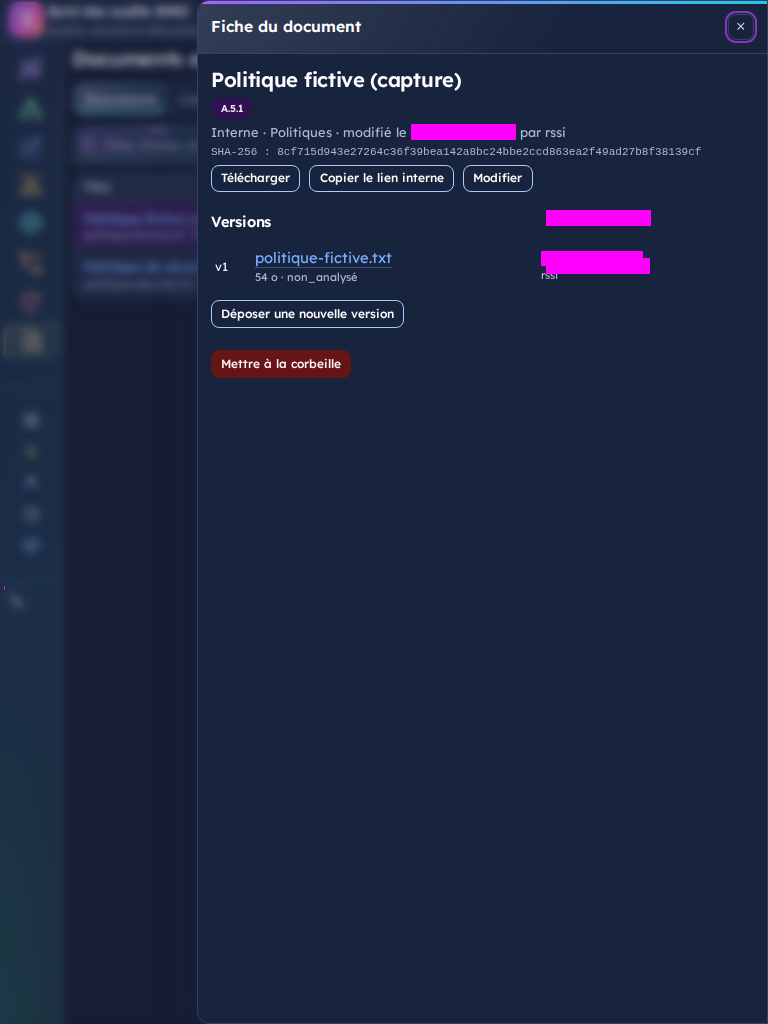 Fiche du document
×
Politique fictive (capture)
A.5.1
Interne · Politiques · modifié le par rssi
SHA-256 : 8cf715d943e27264c36f39bea142a8bc24bbe2ccd863ea2f49ad27b8f38139cf
Télécharger Copier le lien interne Modifier
Versions
v1 politique-fictive.txt
54 o · non_analysé rssi
Déposer une nouvelle version
Mettre à la corbeille